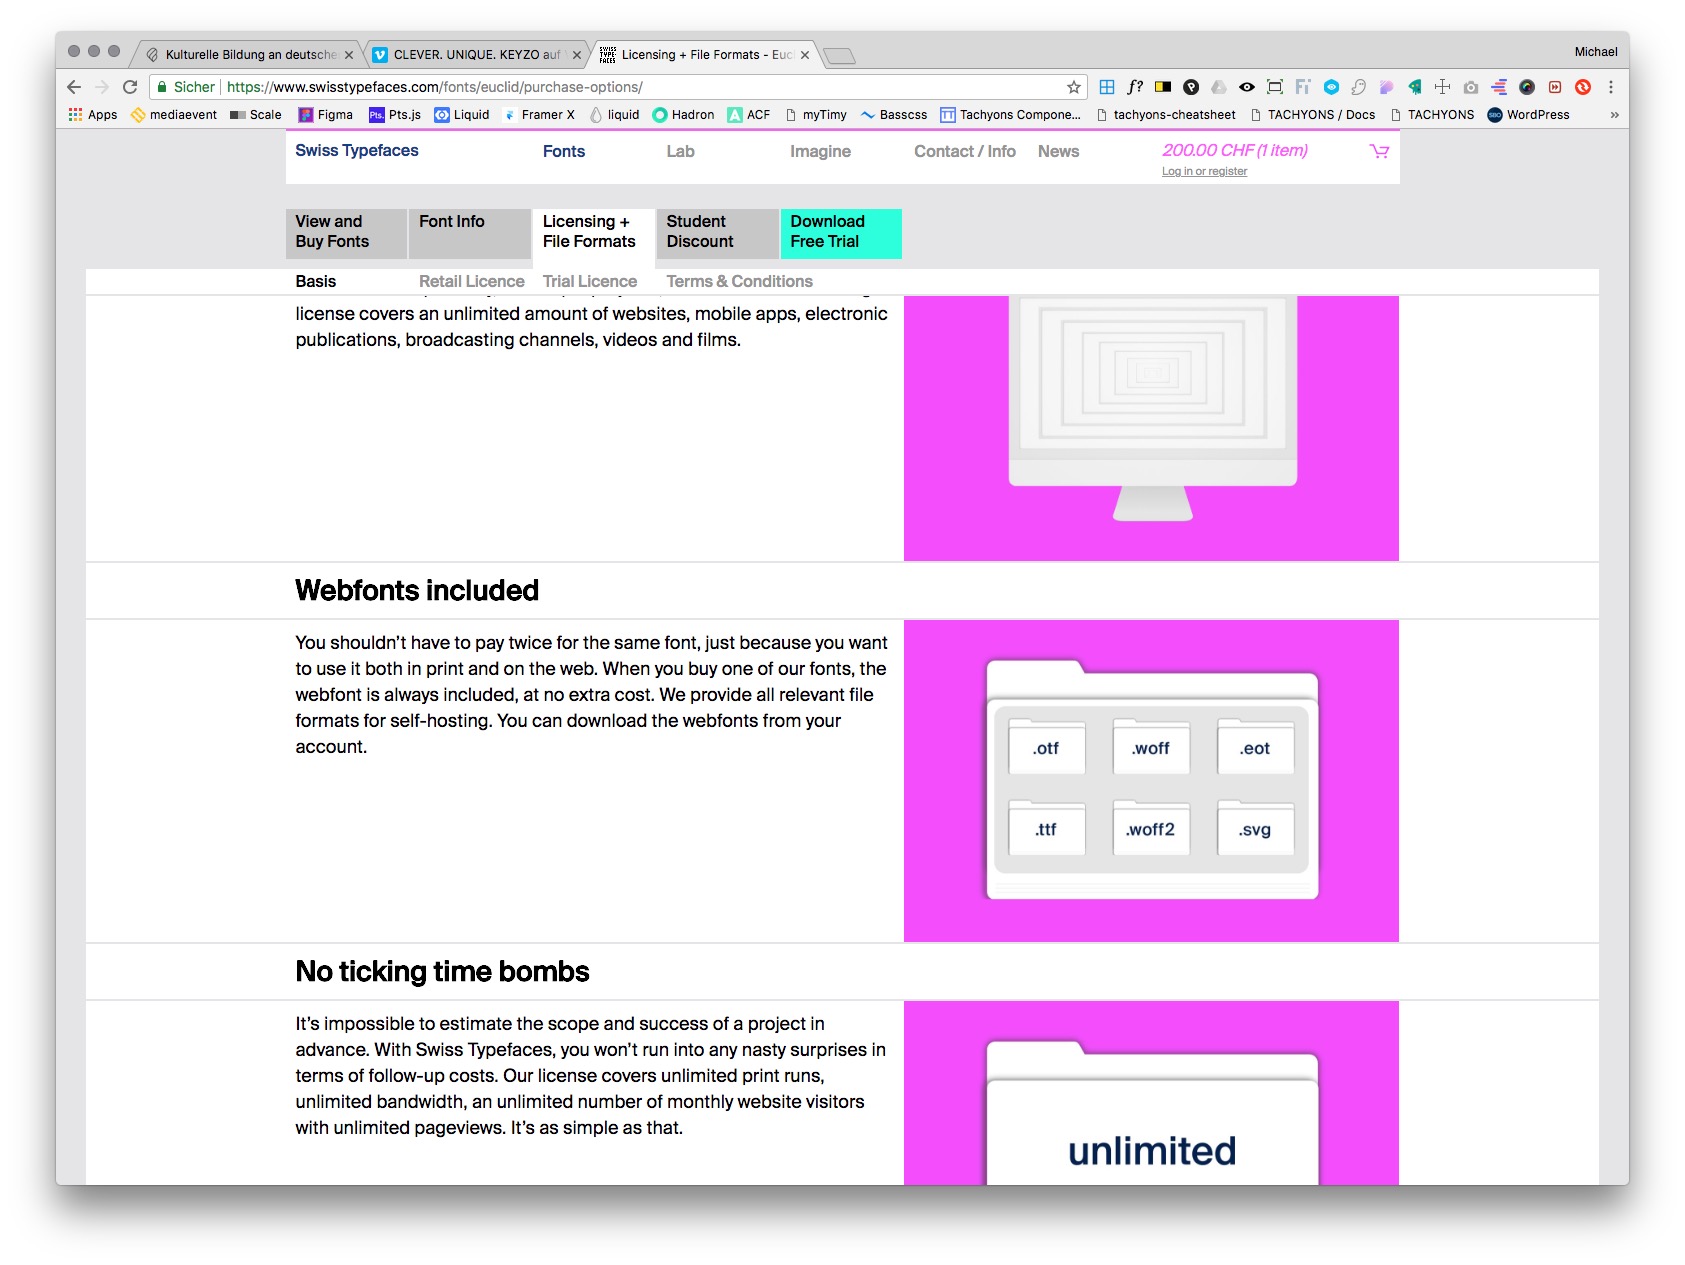 Kulturelle Bildung an deutsche
CLEVER. UNIQUE. KEYZO auf
SWISS TYPE FACES
Licensing + File Formats - Eucl
Michael
Sicher
https://www.swisstypefaces.com/fonts/euclid/purchase-options/
f?
Apps
mediaevent
Scale
Figma
Pts.
Pts.js
Liquid
Framer X
liquid
Hadron
ACF
myTimy
Basscss
Tachyons Compone...
tachyons-cheatsheet
TACHYONS / Docs
TACHYONS
WordPress
»
Swiss Typefaces
Fonts
Lab
Imagine
Contact / Info
News
200.00 CHF (1 item)
Log in or register
View and
Buy Fonts
Font Info
Licensing +
File Formats
Student
Discount
Download
Free Trial
Basis
Retail Licence
Trial Licence
Terms & Conditions
license covers an unlimited amount of websites, mobile apps, electronic
publications, broadcasting channels, videos and films.
Webfonts included
You shouldn’t have to pay twice for the same font, just because you want
to use it both in print and on the web. When you buy one of our fonts, the
webfont is always included, at no extra cost. We provide all relevant file
formats for self-hosting. You can download the webfonts from your
account.
.otf
.woff
.eot
.ttf
.woff2
.svg
No ticking time bombs
It’s impossible to estimate the scope and success of a project in
advance. With Swiss Typefaces, you won’t run into any nasty surprises in
terms of follow-up costs. Our license covers unlimited print runs,
unlimited bandwidth, an unlimited number of monthly website visitors
with unlimited pageviews. It’s as simple as that.
unlimited